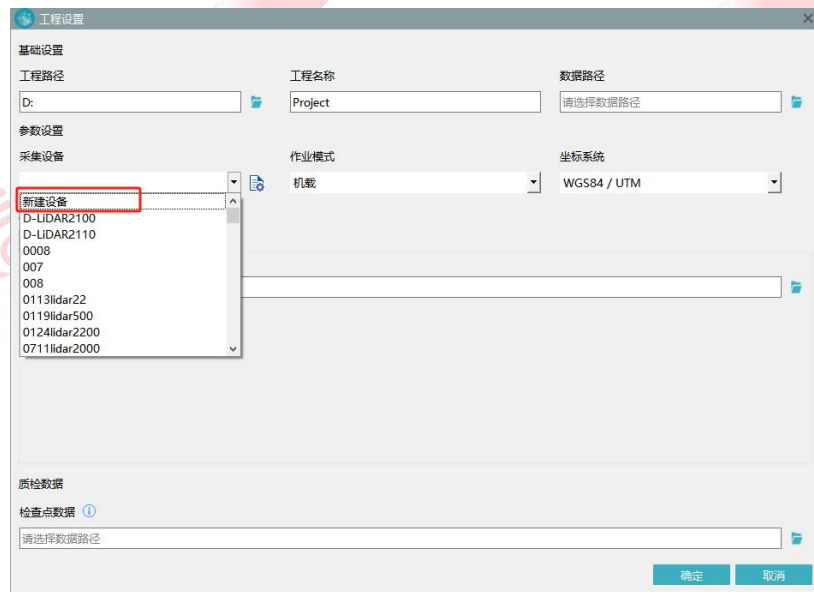 工程设置
基础设置
工程路径 工程名称 数据路径
D: Project 请选择数据路径
参数设置
采集设备 作业模式 坐标系统
机载 WGS84 / UTM
新建设备
D-LiDAR2100
D-LiDAR2110
0008
007
008
0113lidar22
0119lidar500
0124lidar2200
0711lidar2000
质检数据
检查点数据
请选择数据路径
确定 取消